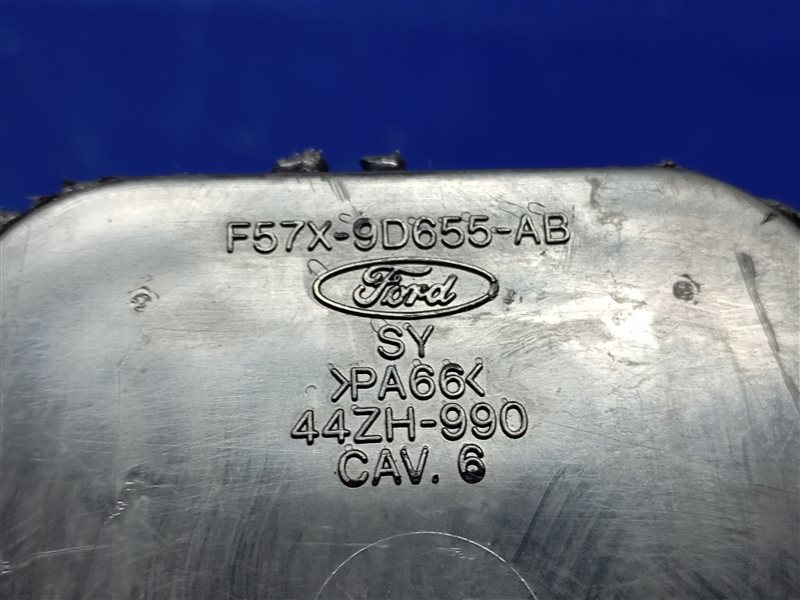 F57X-9D655-AB
Ford
SY
>PA66<
44ZH-990
CAV. 6